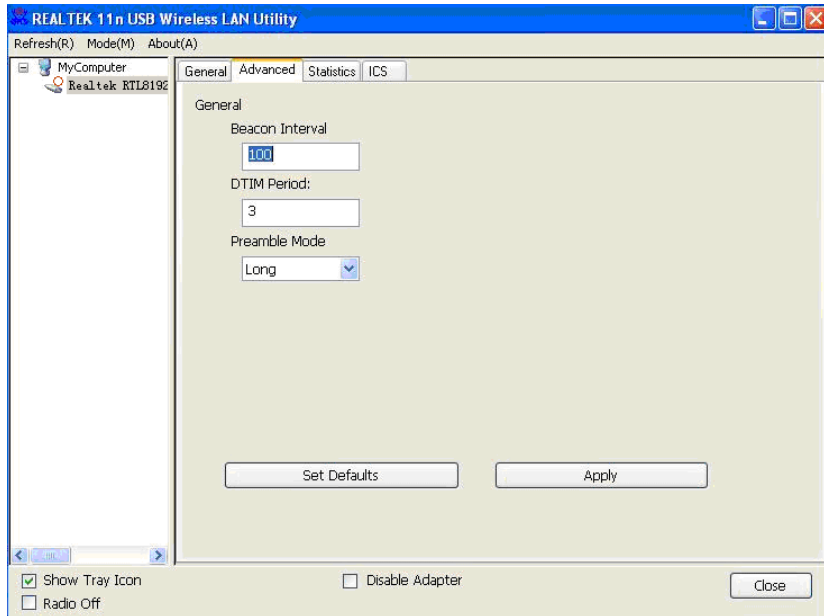 REALTEK 11n USB Wireless LAN Utility
Refresh(R) Mode(M) About(A)
MyComputer
Realtek RTL8192
General Advanced Statistics ICS
General
Beacon Interval
100
DTIM Period:
3
Preamble Mode
Long
Set Defaults Apply
Show Tray Icon Disable Adapter
Radio Off
Close